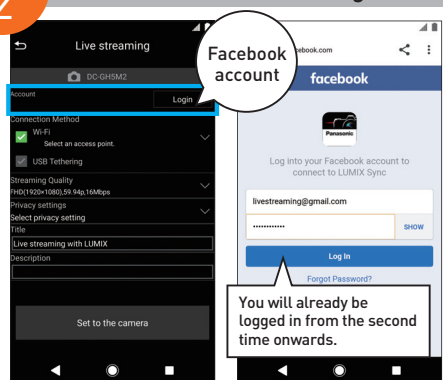 2
Live streaming
DC-GH5M2
Account
Login
Connection Method
Wi-Fi
Select an access point.
USB Tethering
Streaming Quality
FHD(1920×1080),59.94p,16Mbps
Privacy settings
Select privacy setting
Title
Live streaming with LUMIX
Description
Set to the camera
Facebook
account
ebook.com
facebook
Panasonic
Log into your Facebook account to
connect to LUMIX Sync
livestreaming@gmail.com
••••••••••••
SHOW
Log In
Forgot Password?
You will already be
logged in from the second
time onwards.